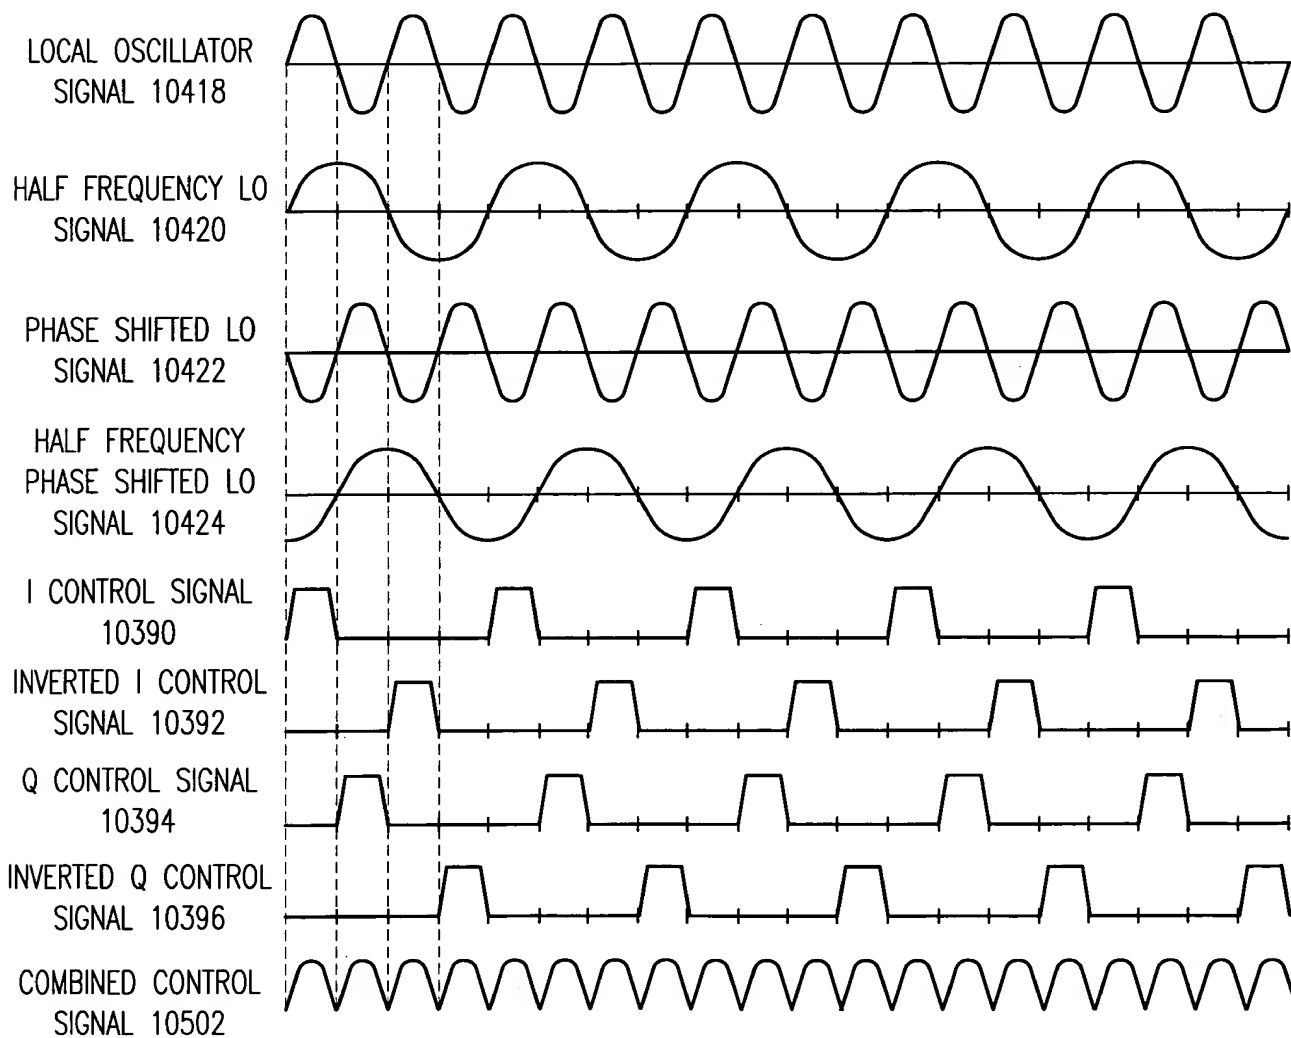 LOCAL OSCILLATOR
SIGNAL 10418
HALF FREQUENCY LO
SIGNAL 10420
PHASE SHIFTED LO
SIGNAL 10422
HALF FREQUENCY
PHASE SHIFTED LO
SIGNAL 10424
I CONTROL SIGNAL
10390
INVERTED I CONTROL
SIGNAL 10392
Q CONTROL SIGNAL
10394
INVERTED Q CONTROL
SIGNAL 10396
COMBINED CONTROL
SIGNAL 10502